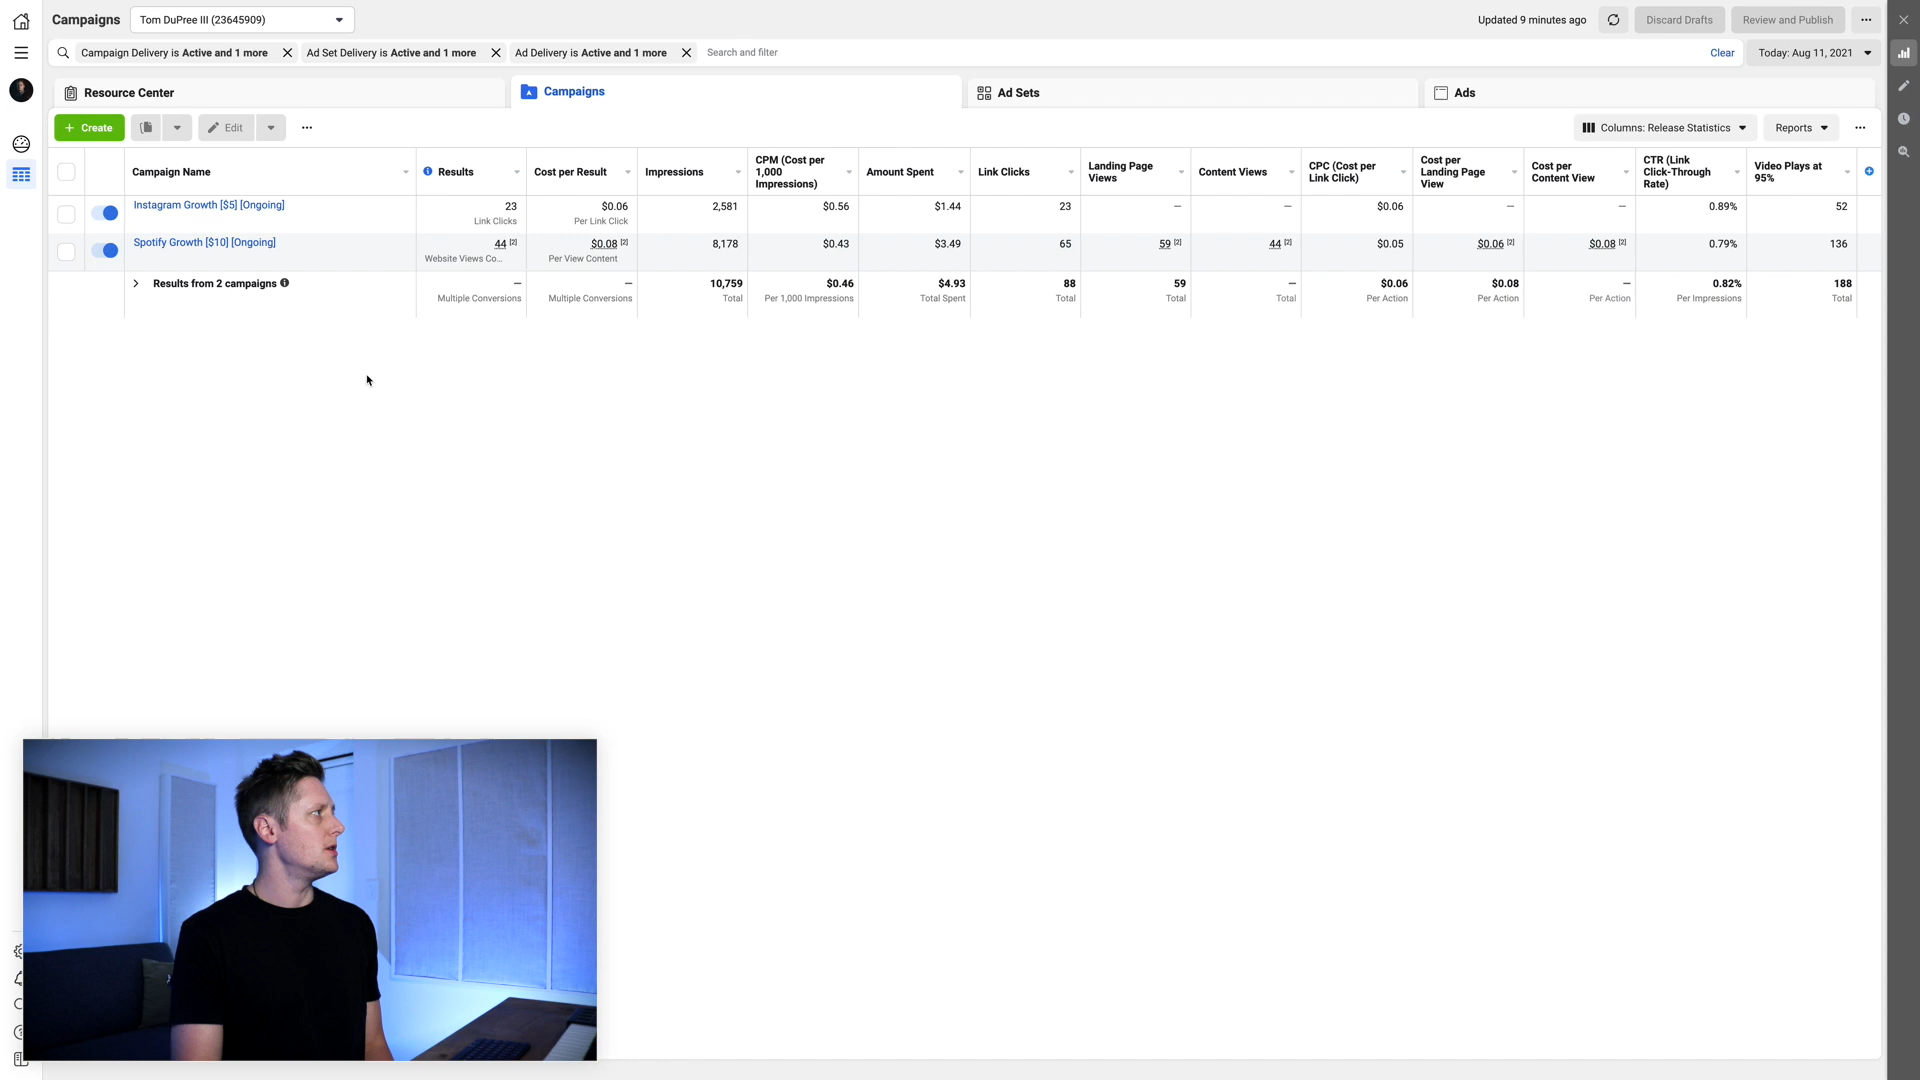 Campaigns
Tom DuPree III (23645909)
Updated 9 minutes ago
Discard Drafts
Review and Publish
Campaign Delivery is Active and 1 more
Ad Set Delivery is Active and 1 more
Ad Delivery is Active and 1 more
Search and filter
Clear
Today: Aug 11, 2021
Resource Center
Campaigns
Ad Sets
Ads
+ Create
Edit
Columns: Release Statistics
Reports
Campaign Name
Results
Cost per Result
Impressions
CPM (Cost per
1,000
Impressions)
Amount Spent
Link Clicks
Landing Page
Views
Content Views
CPC (Cost per
Link Click)
Cost per
Landing Page
View
Cost per
Content View
CTR (Link
Click-Through
Rate)
Video Plays at
95%
Instagram Growth [$5] [Ongoing]
23
Link Clicks
$0.06
Per Link Click
2,581
$0.56
$1.44
23
—
—
$0.06
—
—
0.89%
52
Spotify Growth [$10] [Ongoing]
44 [2]
Website Views Co...
$0.08 [2]
Per View Content
8,178
$0.43
$3.49
65
59 [2]
44 [2]
$0.05
$0.06 [2]
$0.08 [2]
0.79%
136
Results from 2 campaigns
—
Multiple Conversions
—
Multiple Conversions
10,759
Total
$0.46
Per 1,000 Impressions
$4.93
Total Spent
88
Total
59
Total
—
Total
$0.06
Per Action
$0.08
Per Action
—
Per Action
0.82%
Per Impressions
188
Total